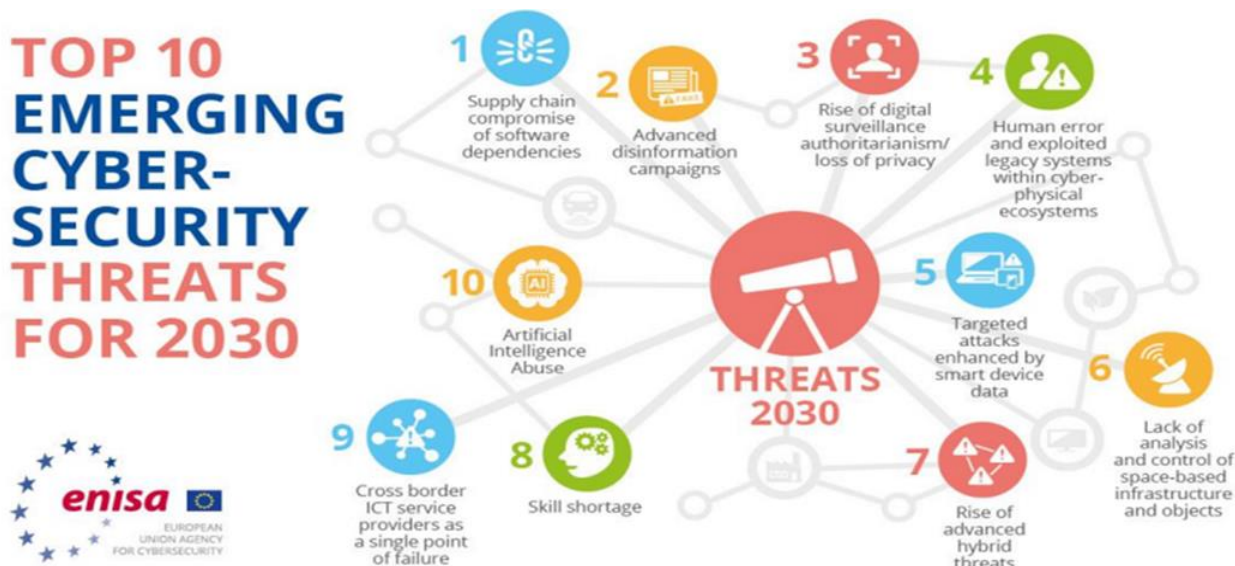 TOP 10
EMERGING
CYBER-
SECURITY
THREATS
FOR 2030
1
Supply chain
compromise
of software
dependencies
2
FAKE
Advanced
disinformation
campaigns
3
Rise of digital
surveillance
authoritarianism/
loss of privacy
4
Human error
and exploited
legacy systems
within cyber-
physical
ecosystems
5
Targeted
attacks
enhanced by
smart device
data
6
Lack of
analysis
and control of
space-based
infrastructure
and objects
7
Rise of
advanced
hybrid
threats
8
Skill shortage
9
Cross border
ICT service
providers as
a single point
of failure
10
AI
Artificial
Intelligence
Abuse
THREATS
2030
enisa
EUROPEAN
UNION AGENCY
FOR CYBERSECURITY